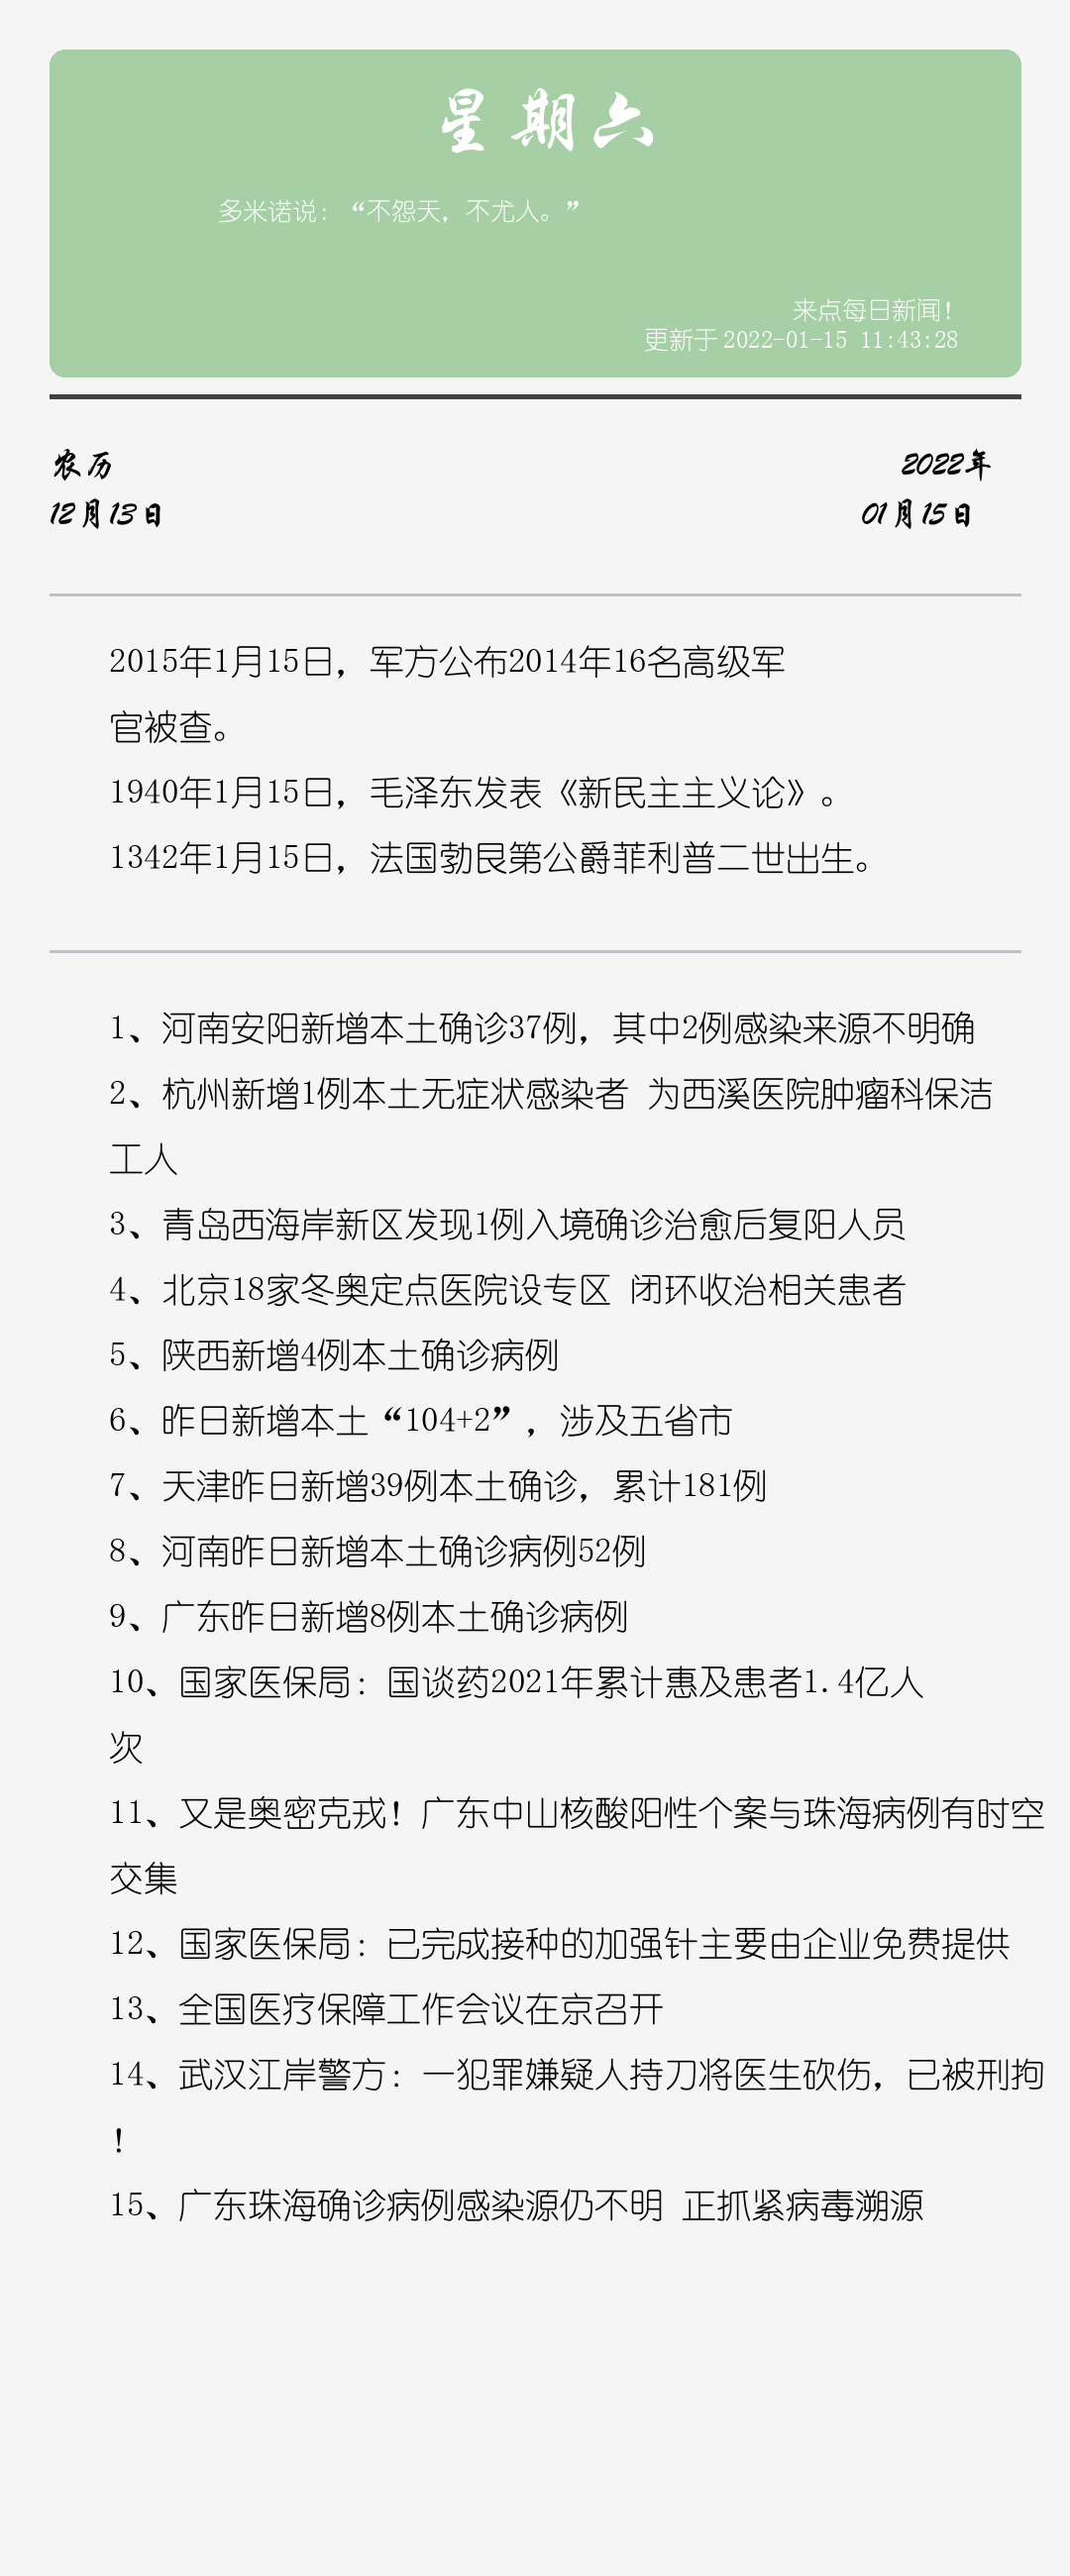 星期六
多米诺说：“不怨天，不尤人。”
来点每日新闻！
更新于 2022-01-15 11:43:28
农历
12月13日
2022年
01月15日
2015年1月15日，军方公布2014年16名高级军
官被查。
1940年1月15日，毛泽东发表《新民主主义论》。
1342年1月15日，法国勃艮第公爵菲利普二世出生。
1、河南安阳新增本土确诊37例，其中2例感染来源不明确
2、杭州新增1例本土无症状感染者 为西溪医院肿瘤科保洁
工人
3、青岛西海岸新区发现1例入境确诊治愈后复阳人员
4、北京18家冬奥定点医院设专区 闭环收治相关患者
5、陕西新增4例本土确诊病例
6、昨日新增本土“104+2”，涉及五省市
7、天津昨日新增39例本土确诊，累计181例
8、河南昨日新增本土确诊病例52例
9、广东昨日新增8例本土确诊病例
10、国家医保局：国谈药2021年累计惠及患者1.4亿人
次
11、又是奥密克戎！广东中山核酸阳性个案与珠海病例有时空
交集
12、国家医保局：已完成接种的加强针主要由企业免费提供
13、全国医疗保障工作会议在京召开
14、武汉江岸警方：一犯罪嫌疑人持刀将医生砍伤，已被刑拘
！
15、广东珠海确诊病例感染源仍不明 正抓紧病毒溯源